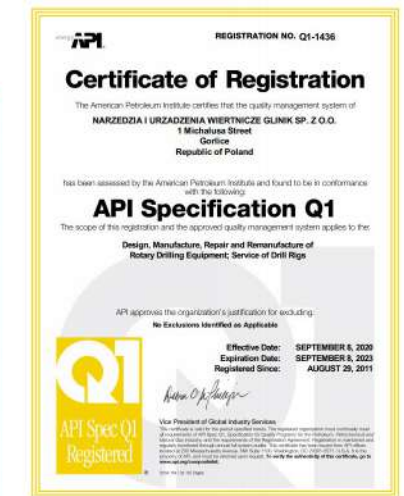 energy API
REGISTRATION NO. Q1-1436
Certificate of Registration
The American Petroleum Institute certifies that the quality management system of
NARZEDZIA I URZADZENIA WIERTNICZE GLINIK SP. Z O.O.
1 Michalusa Street
Gorlice
Republic of Poland
has been assessed by the American Petroleum Institute and found to be in conformance
with the following:
API Specification Q1
The scope of this registration and the approved quality management system applies to the:
Design, Manufacture, Repair and Remanufacture of
Rotary Drilling Equipment; Service of Drill Rigs
API approves the organization's justification for excluding:
No Exclusions Identified as Applicable
Effective Date: SEPTEMBER 8, 2020
Expiration Date: SEPTEMBER 8, 2023
Registered Since: AUGUST 29, 2011
Q1
API Spec Q1
Registered
Vice President of Global Industry Services